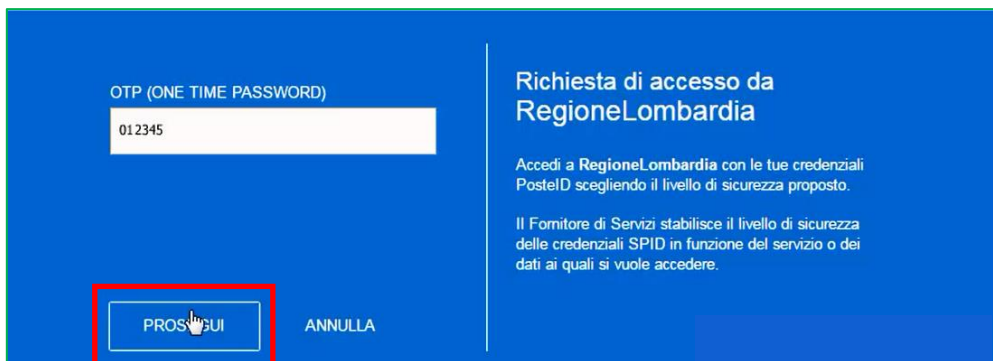 OTP (ONE TIME PASSWORD)
012345
PROSEGUI
ANNULLA
Richiesta di accesso da
RegioneLombardia
Accedi a RegioneLombardia con le tue credenziali
PosteID scegliendo il livello di sicurezza proposto.
Il Fornitore di Servizi stabilisce il livello di sicurezza
delle credenziali SPID in funzione del servizio o dei
dati ai quali si vuole accedere.